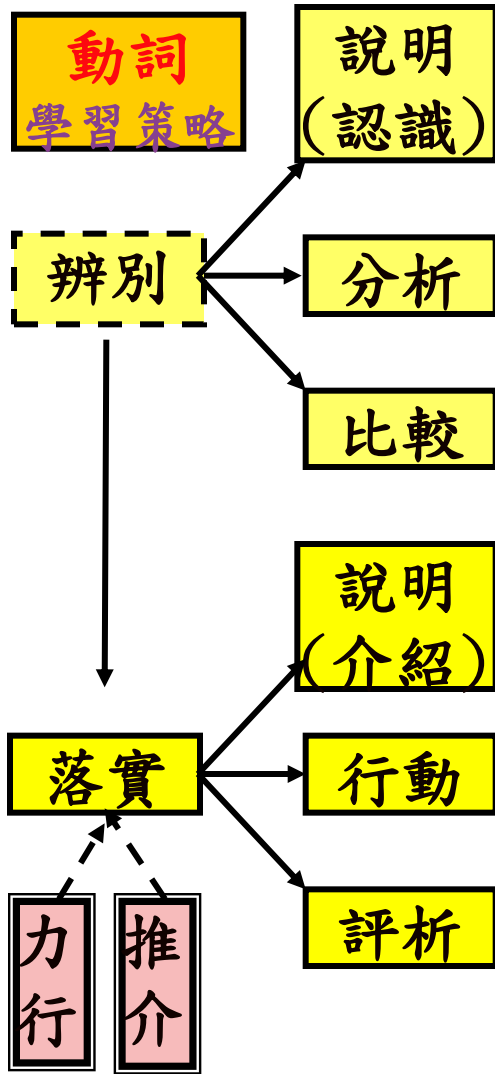 動詞
學習策略
說明
(認識)
辨別
分析
比較
說明
(介紹)
落實
行動
評析
力行
推介